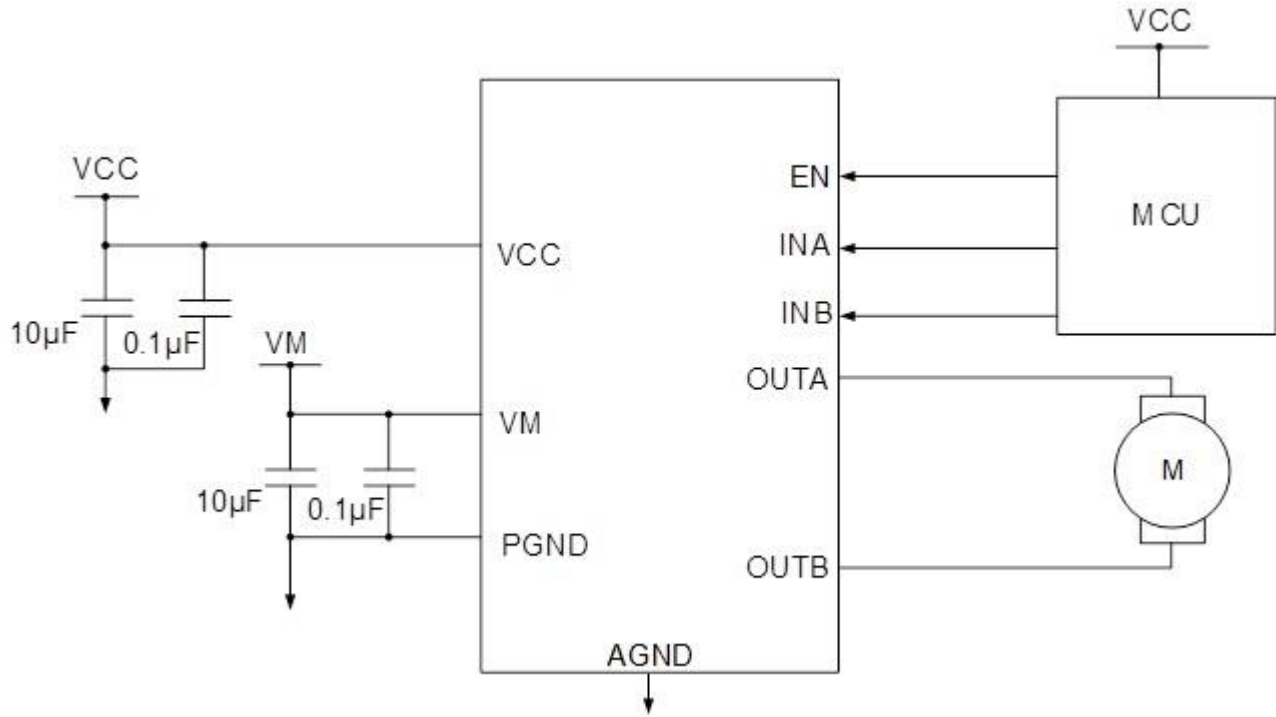 VCC
VCC
EN
MCU
INA
VCC
10µF
0.1µF
INB
VM
OUTA
VM
M
10µF
0.1µF
PGND
OUTB
AGND